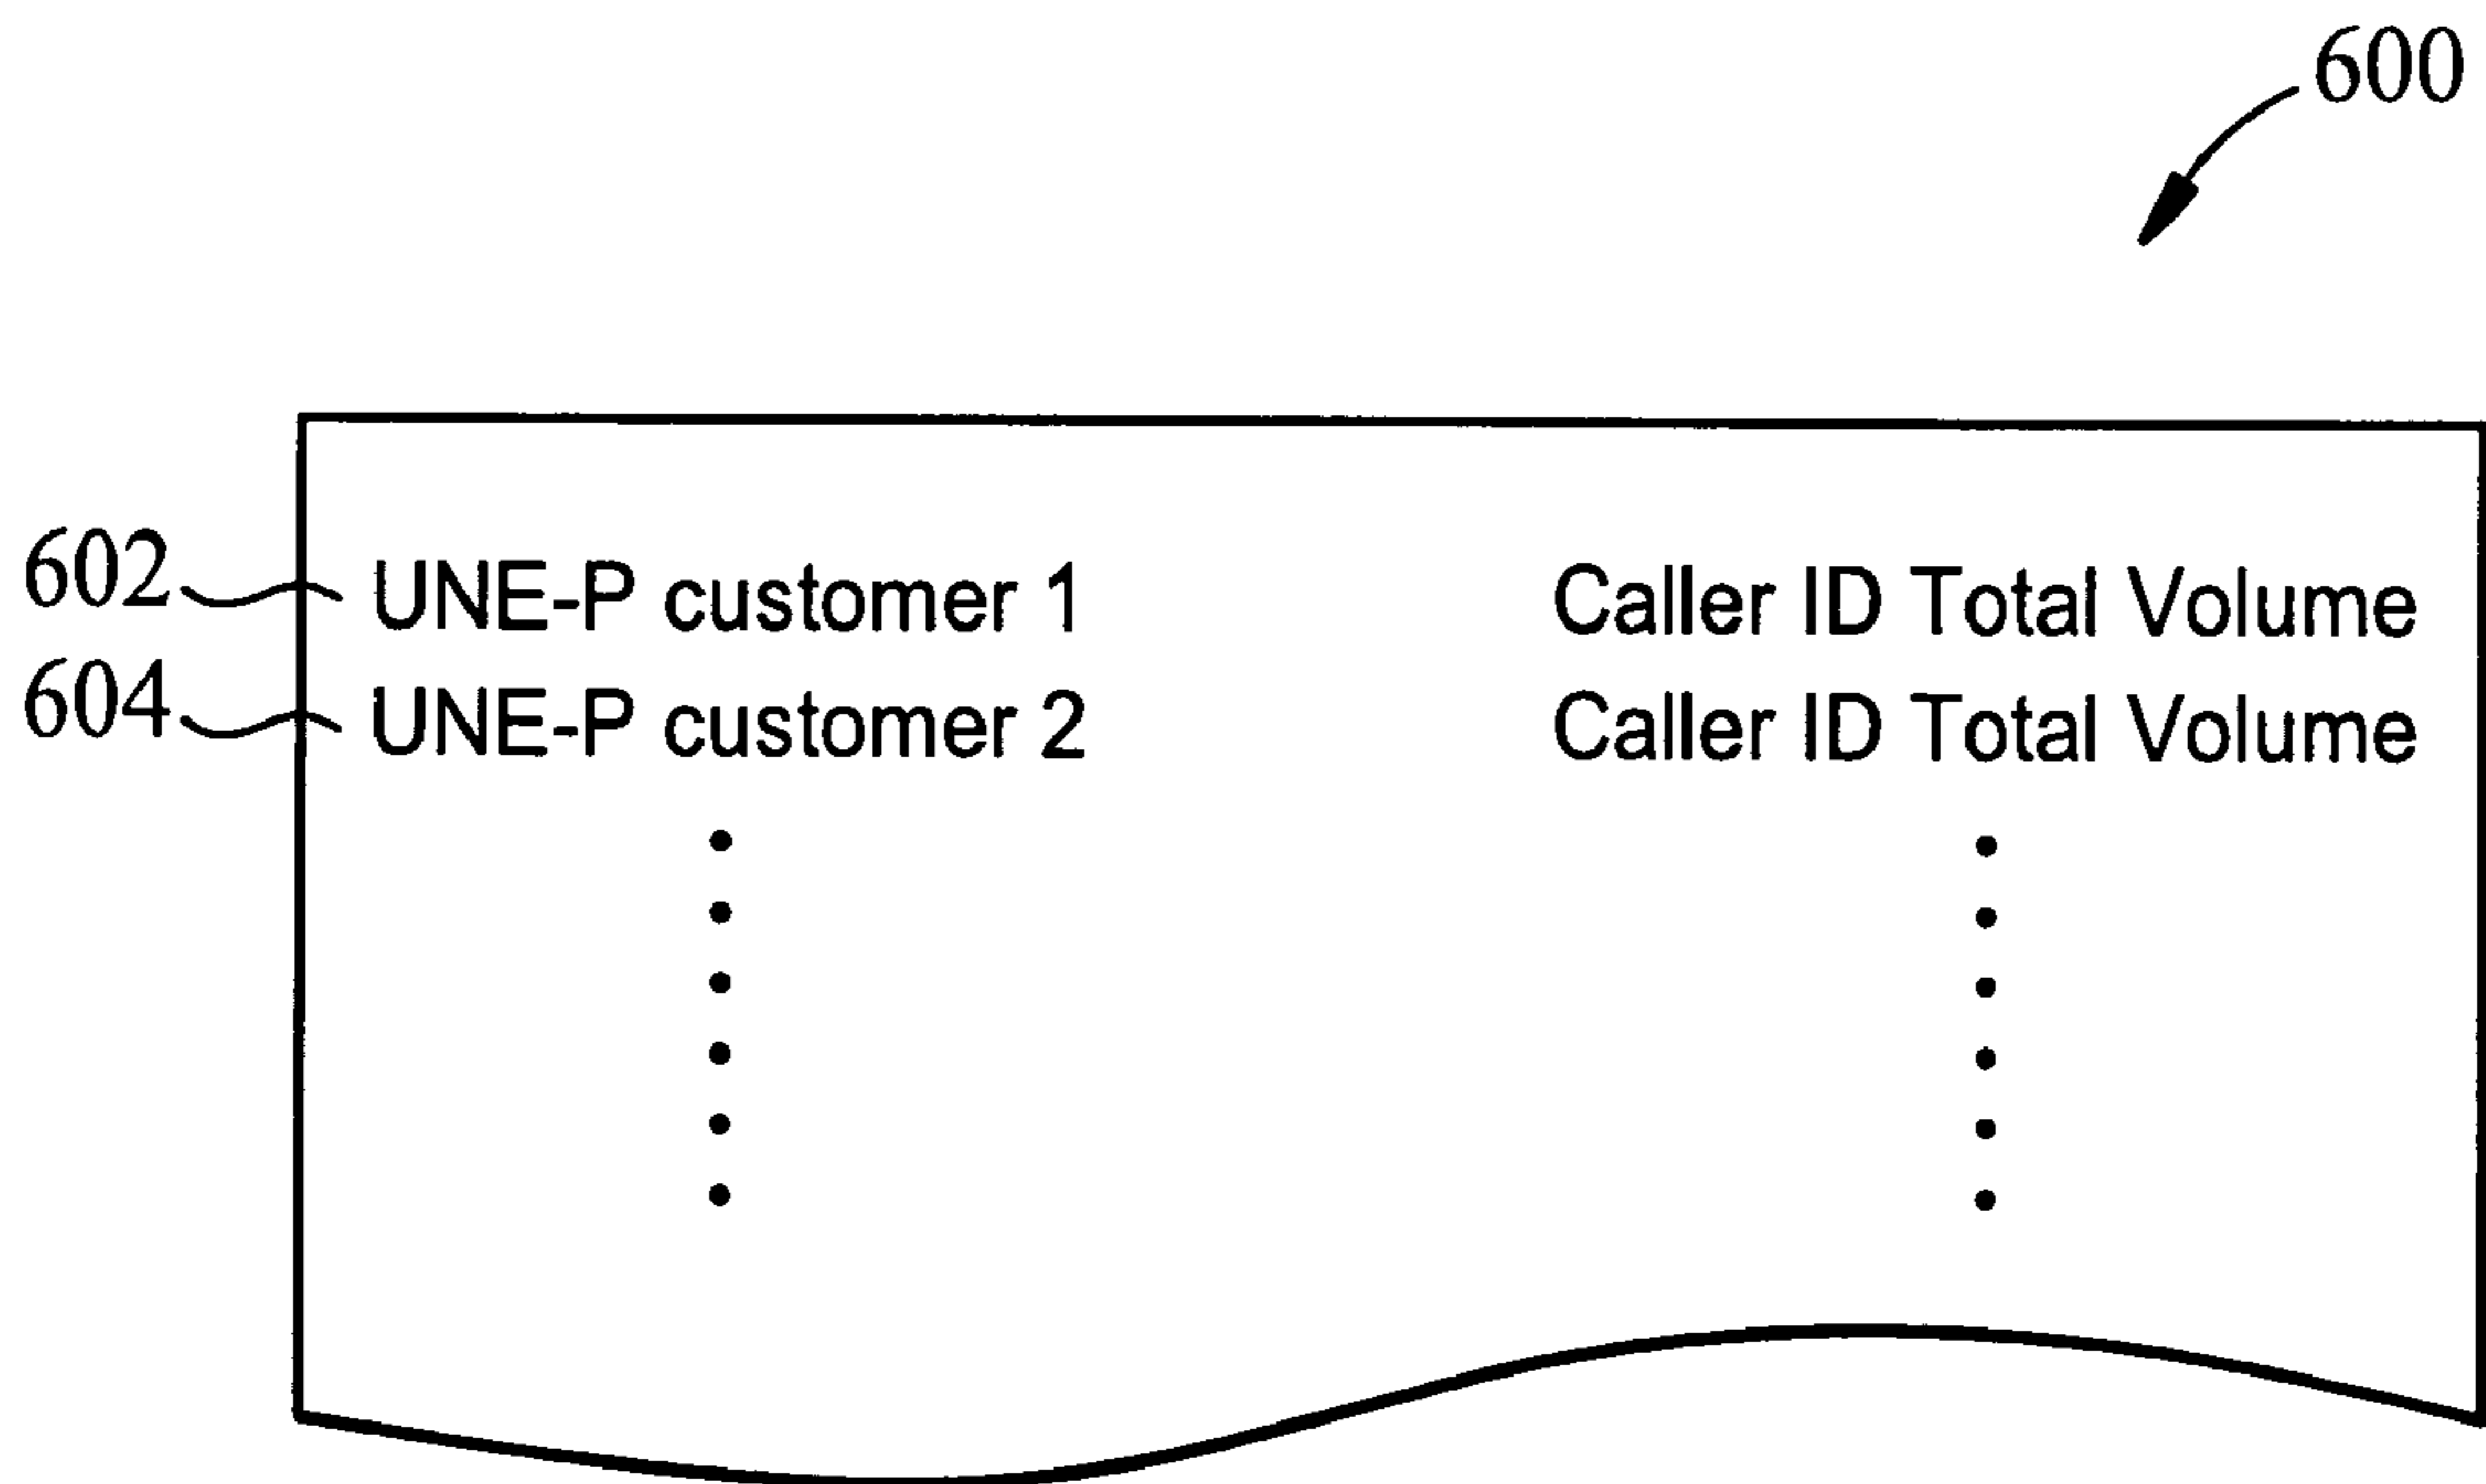 600
602 UNE-P customer 1 Caller ID Total Volume
604 UNE-P customer 2 Caller ID Total Volume